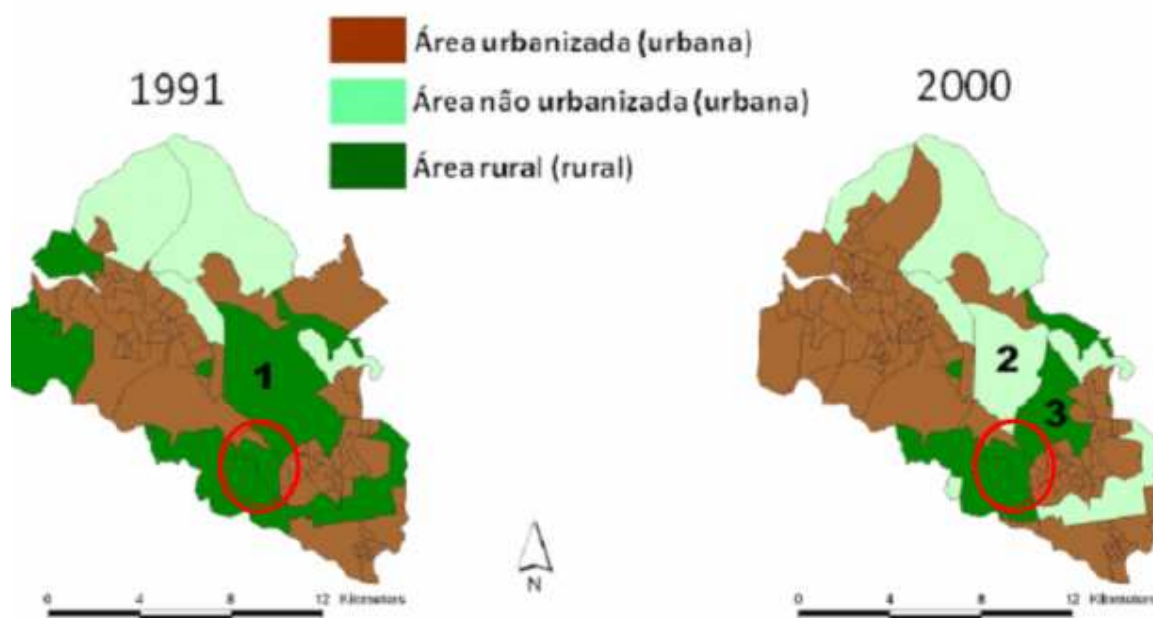 Área urbanizada (urbana)
1991
Área não urbanizada (urbana)
2000
Área rural (rural)
1
2
3
N
0 4 8 12 Kilometers
0 4 8 12 Kilometers